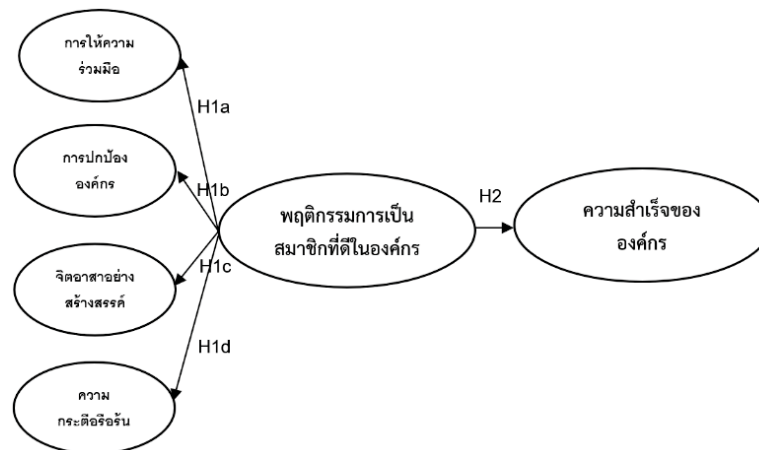 การให้ความ
ร่วมมือ
H1a
การปกป้อง
องค์กร
H1b
จิตอาสาอย่าง
สร้างสรรค์
H1c
ความ
กระตือรือร้น
H1d
พฤติกรรมการเป็น
สมาชิกที่ดีในองค์กร
H2
ความสำเร็จของ
องค์กร